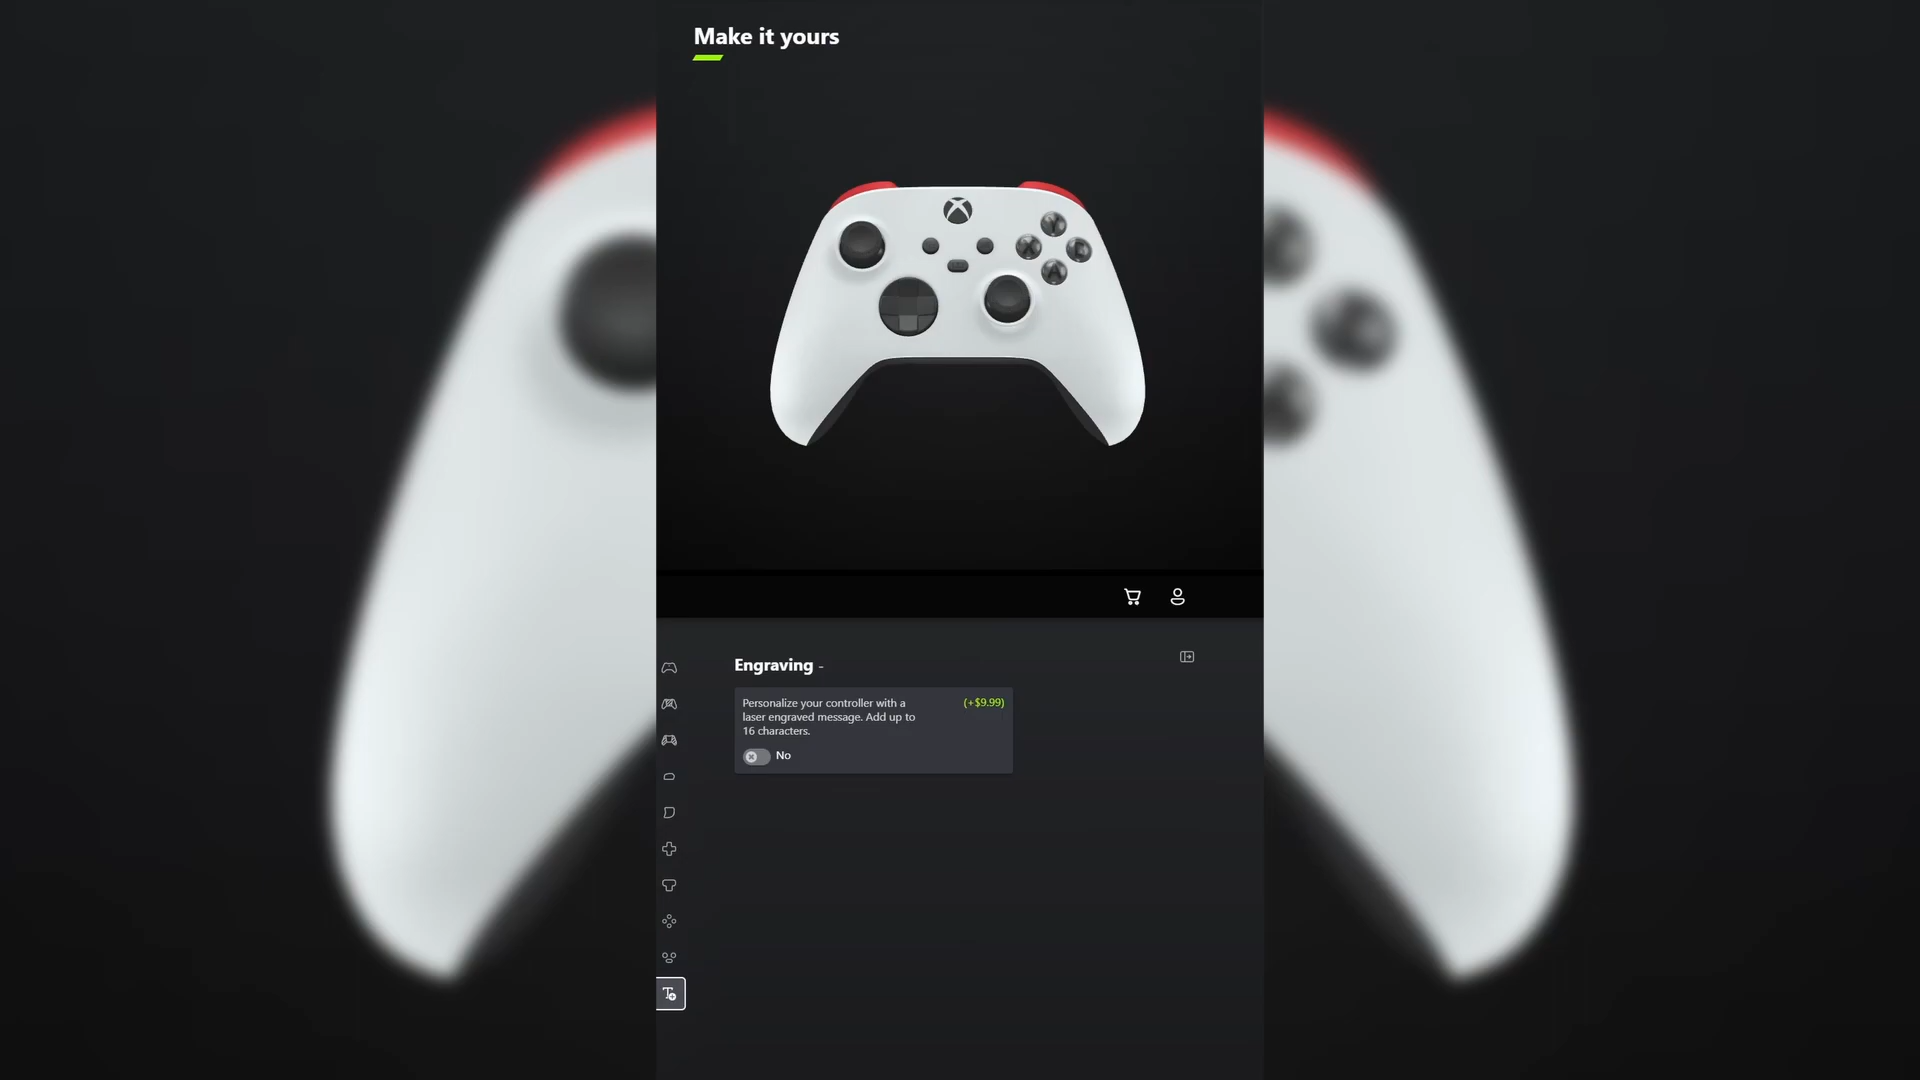 Make it yours
Y
X
A
Engraving -
Personalize your controller with a
(+$9.99)
laser engraved message. Add up to
16 characters.
No